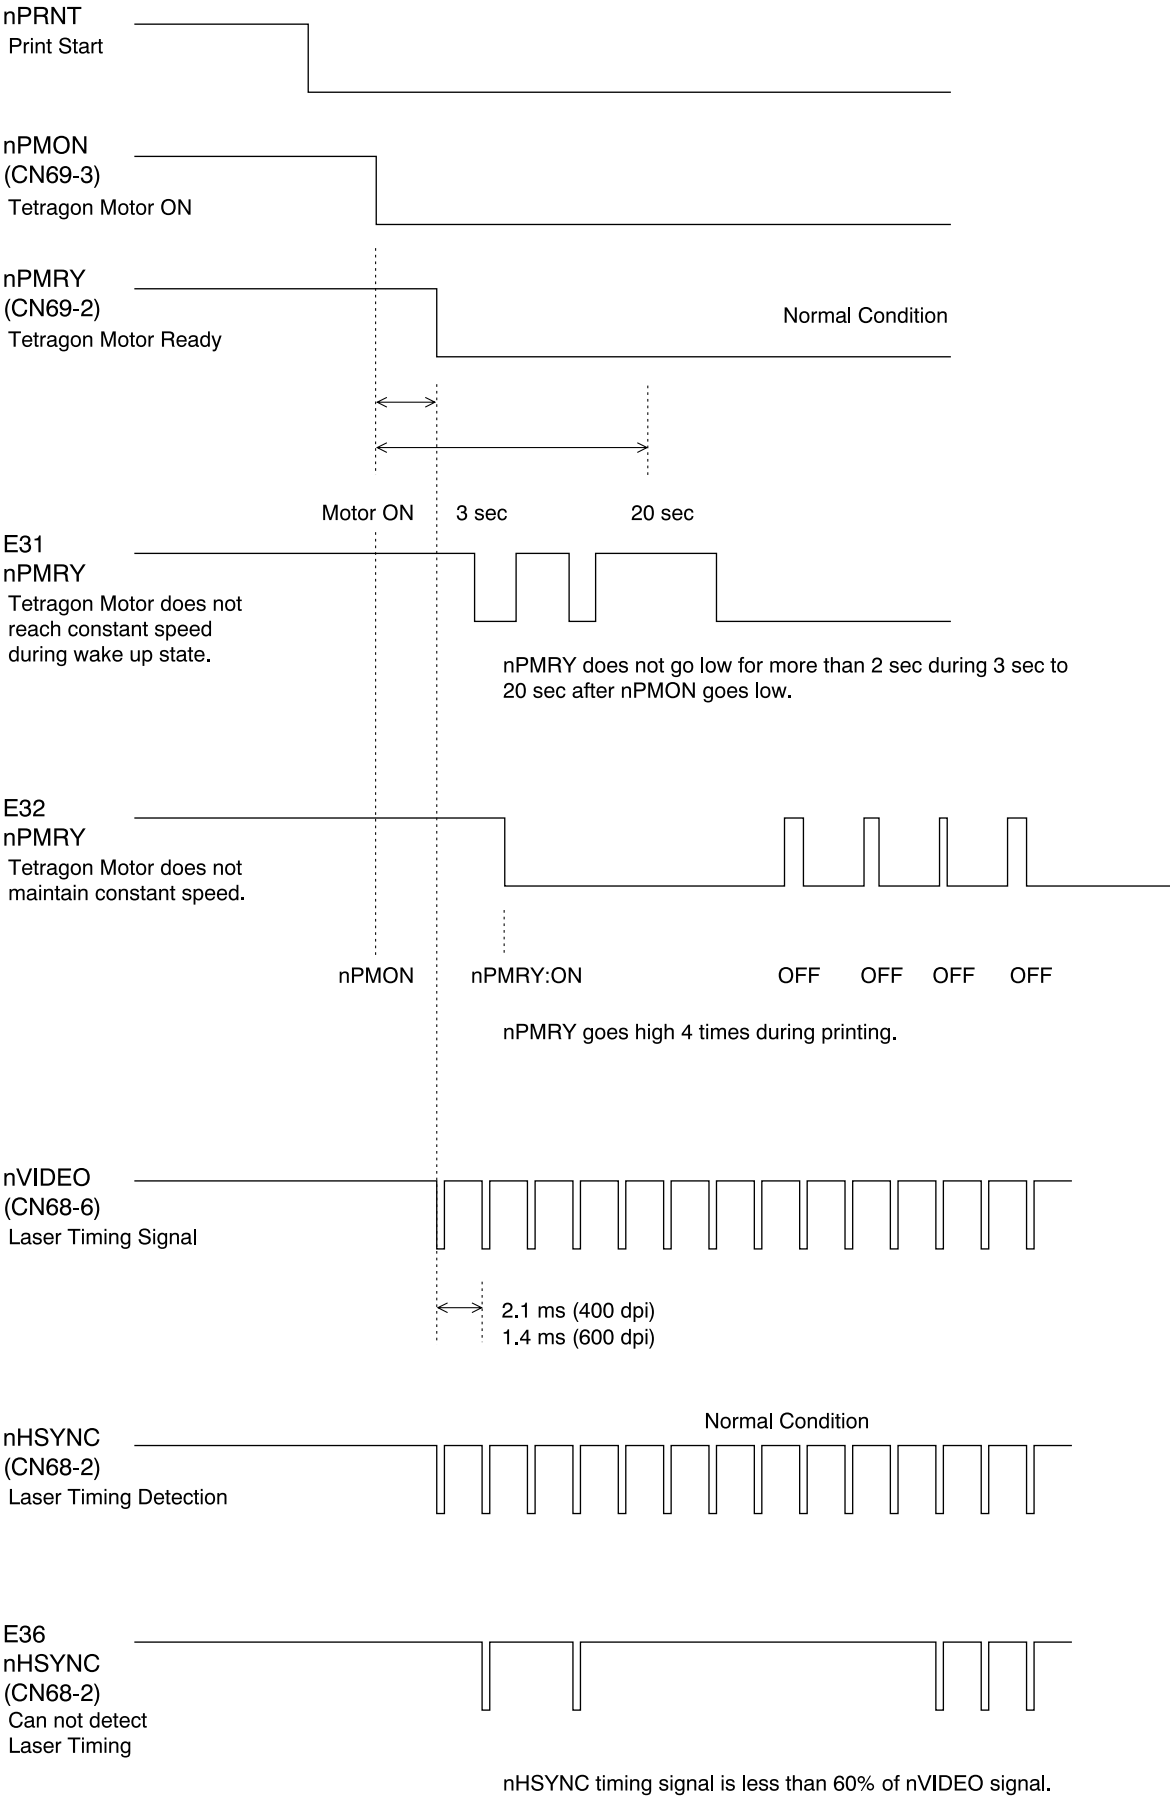 nPRNT
Print Start
nPMON
(CN69-3)
Tetragon Motor ON
nPMRY
(CN69-2)
Normal Condition
Tetragon Motor Ready
Motor ON 3 sec 20 sec
E31
nPMRY
Tetragon Motor does not
reach constant speed
during wake up state.
nPMRY does not go low for more than 2 sec during 3 sec to
20 sec after nPMON goes low.
E32
nPMRY
Tetragon Motor does not
maintain constant speed.
nPMON nPMRY:ON OFF OFF OFF OFF
nPMRY goes high 4 times during printing.
nVIDEO
(CN68-6)
Laser Timing Signal
2.1 ms (400 dpi)
1.4 ms (600 dpi)
Normal Condition
nHSYNC
(CN68-2)
Laser Timing Detection
E36
nHSYNC
(CN68-2)
Can not detect
Laser Timing
nHSYNC timing signal is less than 60% of nVIDEO signal.